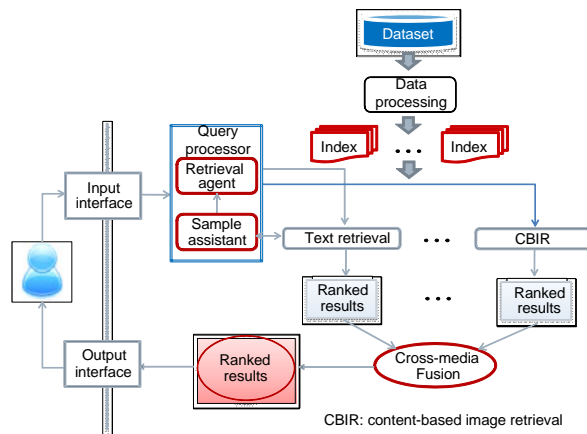 Dataset
Data
processing
Index
...
Index
Query
processor
Retrieval
agent
Input
interface
Sample
assistant
Text retrieval
...
CBIR
Ranked
results
...
Ranked
results
Output
interface
Ranked
results
Cross-media
Fusion
CBIR: content-based image retrieval